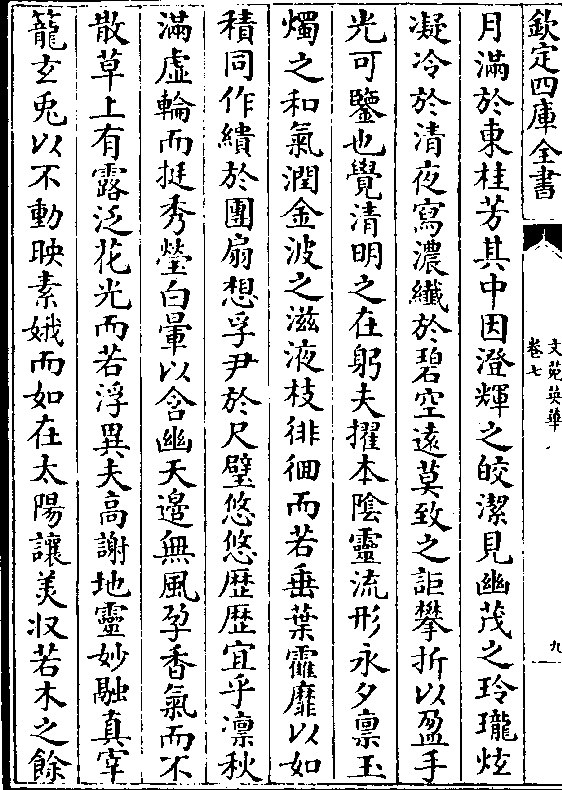 欽定四庫全書
文苑英華
卷七
九
月滿於東桂芳其中因澄輝之皎潔見幽茂之玲瓏炫
凝冷於清夜寫濃纖於碧空遠莫致之詎攀折以盈手
光可鑒也覺清明之在躬夫擢本陰靈流形永夕禀玉
燭之和氣潤金波之滋液枝徘徊而若垂葉霏靡以如
積同作繢於團扇想孚尹於尺璧悠悠歴歴宜乎凛秋
滿虚輪而挺秀瑩白暈以含幽天邉無風孕香氣而不
散草上有露泛花光而若浮異夫高謝地靈妙融真宰
籠玄兎以不動映素娥而如在太陽讓美収若木之餘